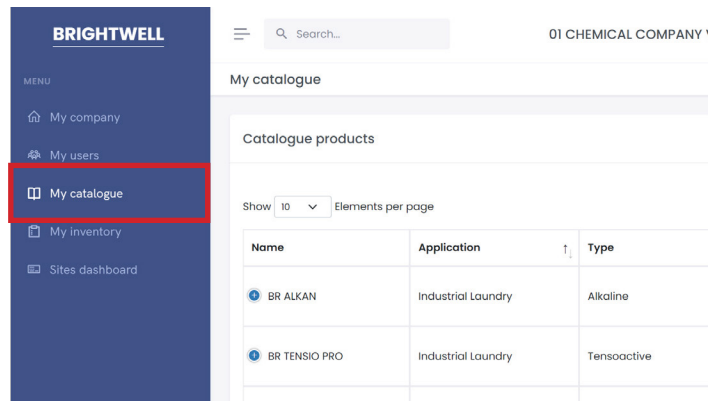 BRIGHTWELL
Search...
01 CHEMICAL COMPANY
MENU
My catalogue
My company
Catalogue products
My users
My catalogue
Show 10 Elements per page
My inventory
Name Application Type
Sites dashboard
BR ALKAN Industrial Laundry Alkaline
BR TENSIO PRO Industrial Laundry Tensoactive